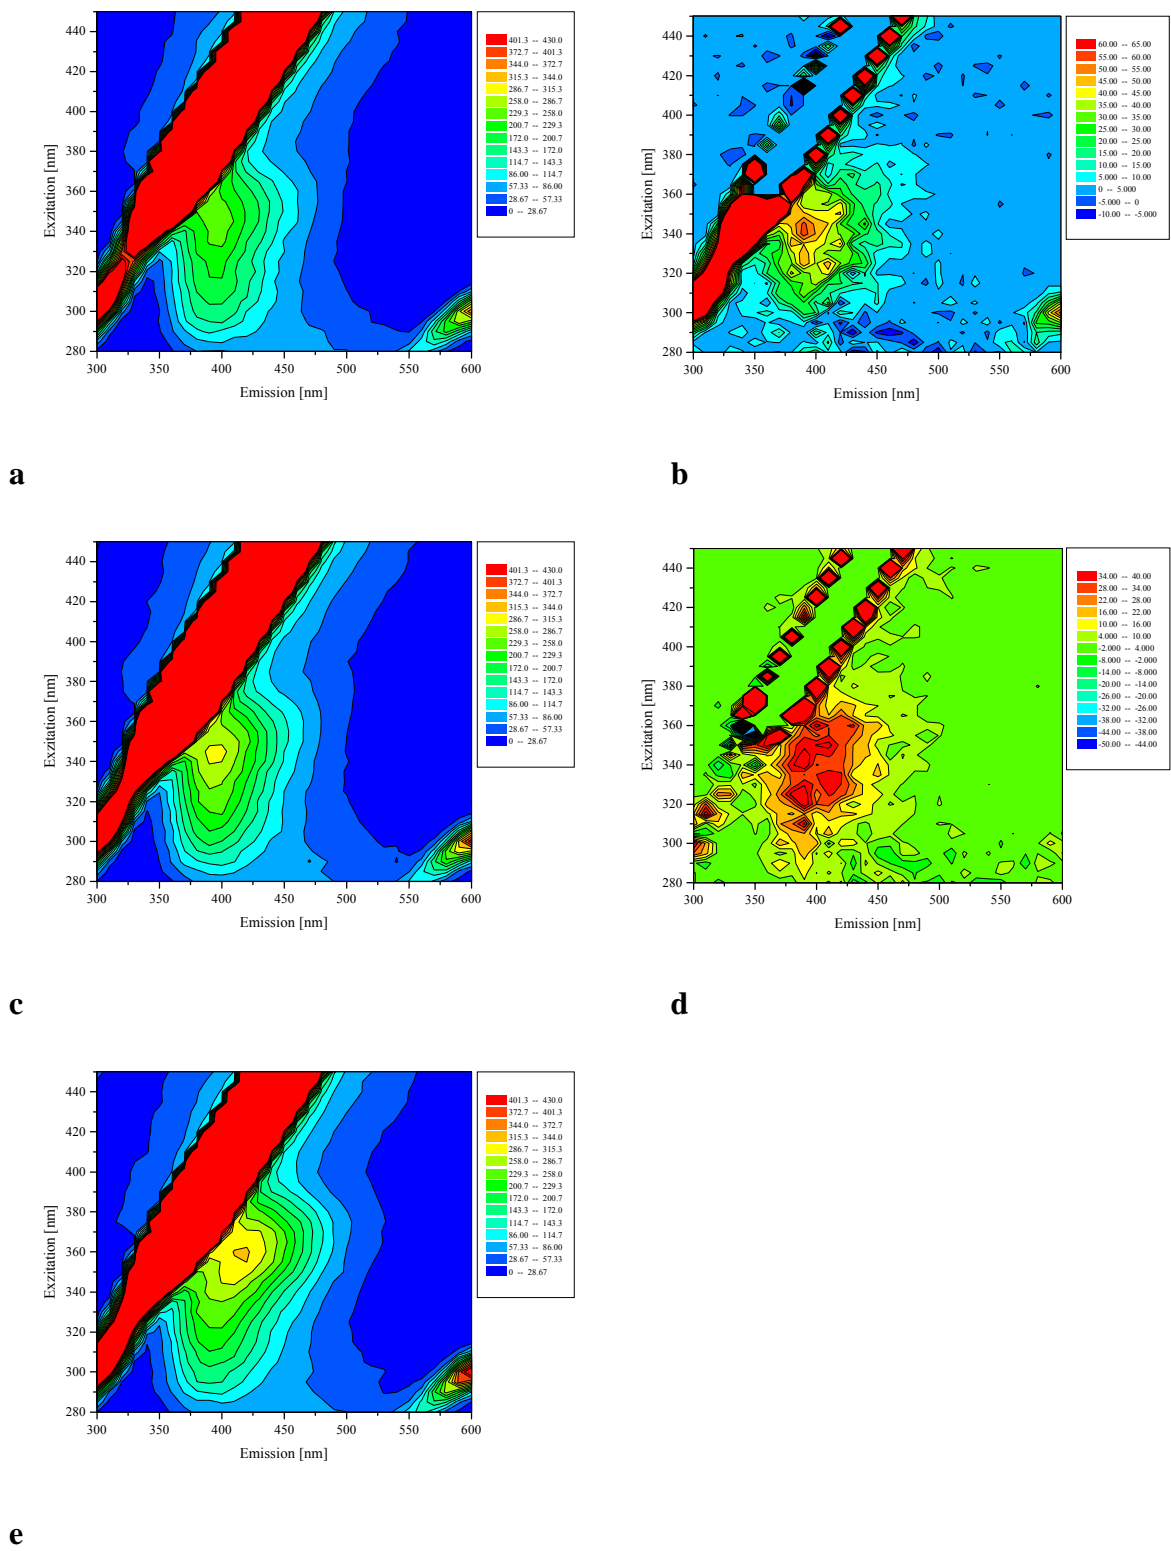 440
420
400
380
360
340
320
300
280
300 350 400 450 500 550 600
Exzitation [nm]
Emission [nm]
401.3 -- 430.0
372.7 -- 401.3
344.0 -- 372.7
315.3 -- 344.0
286.7 -- 315.3
258.0 -- 286.7
229.3 -- 258.0
200.7 -- 229.3
172.0 -- 200.7
143.3 -- 172.0
114.7 -- 143.3
86.00 -- 114.7
57.33 -- 86.00
28.67 -- 57.33
0 -- 28.67
a
440
420
400
380
360
340
320
300
280
300 350 400 450 500 550 600
Exzitation [nm]
Emission [nm]
60.00 -- 65.00
55.00 -- 60.00
50.00 -- 55.00
45.00 -- 50.00
40.00 -- 45.00
35.00 -- 40.00
30.00 -- 35.00
25.00 -- 30.00
20.00 -- 25.00
15.00 -- 20.00
10.00 -- 15.00
5.000 -- 10.00
0 -- 5.000
-5.000 -- 0
-10.00 -- -5.000
b
440
420
400
380
360
340
320
300
280
300 350 400 450 500 550 600
Exzitation [nm]
Emission [nm]
401.3 -- 430.0
372.7 -- 401.3
344.0 -- 372.7
315.3 -- 344.0
286.7 -- 315.3
258.0 -- 286.7
229.3 -- 258.0
200.7 -- 229.3
172.0 -- 200.7
143.3 -- 172.0
114.7 -- 143.3
86.00 -- 114.7
57.33 -- 86.00
28.67 -- 57.33
0 -- 28.67
c
440
420
400
380
360
340
320
300
280
300 350 400 450 500 550 600
Exzitation [nm]
Emission [nm]
34.00 -- 40.00
28.00 -- 34.00
22.00 -- 28.00
16.00 -- 22.00
10.00 -- 16.00
4.000 -- 10.00
-2.000 -- 4.000
-8.000 -- -2.000
-14.00 -- -8.000
-20.00 -- -14.00
-26.00 -- -20.00
-32.00 -- -26.00
-38.00 -- -32.00
-44.00 -- -38.00
-50.00 -- -44.00
d
440
420
400
380
360
340
320
300
280
300 350 400 450 500 550 600
Exzitation [nm]
Emission [nm]
401.3 -- 430.0
372.7 -- 401.3
344.0 -- 372.7
315.3 -- 344.0
286.7 -- 315.3
258.0 -- 286.7
229.3 -- 258.0
200.7 -- 229.3
172.0 -- 200.7
143.3 -- 172.0
114.7 -- 143.3
86.00 -- 114.7
57.33 -- 86.00
28.67 -- 57.33
0 -- 28.67
e